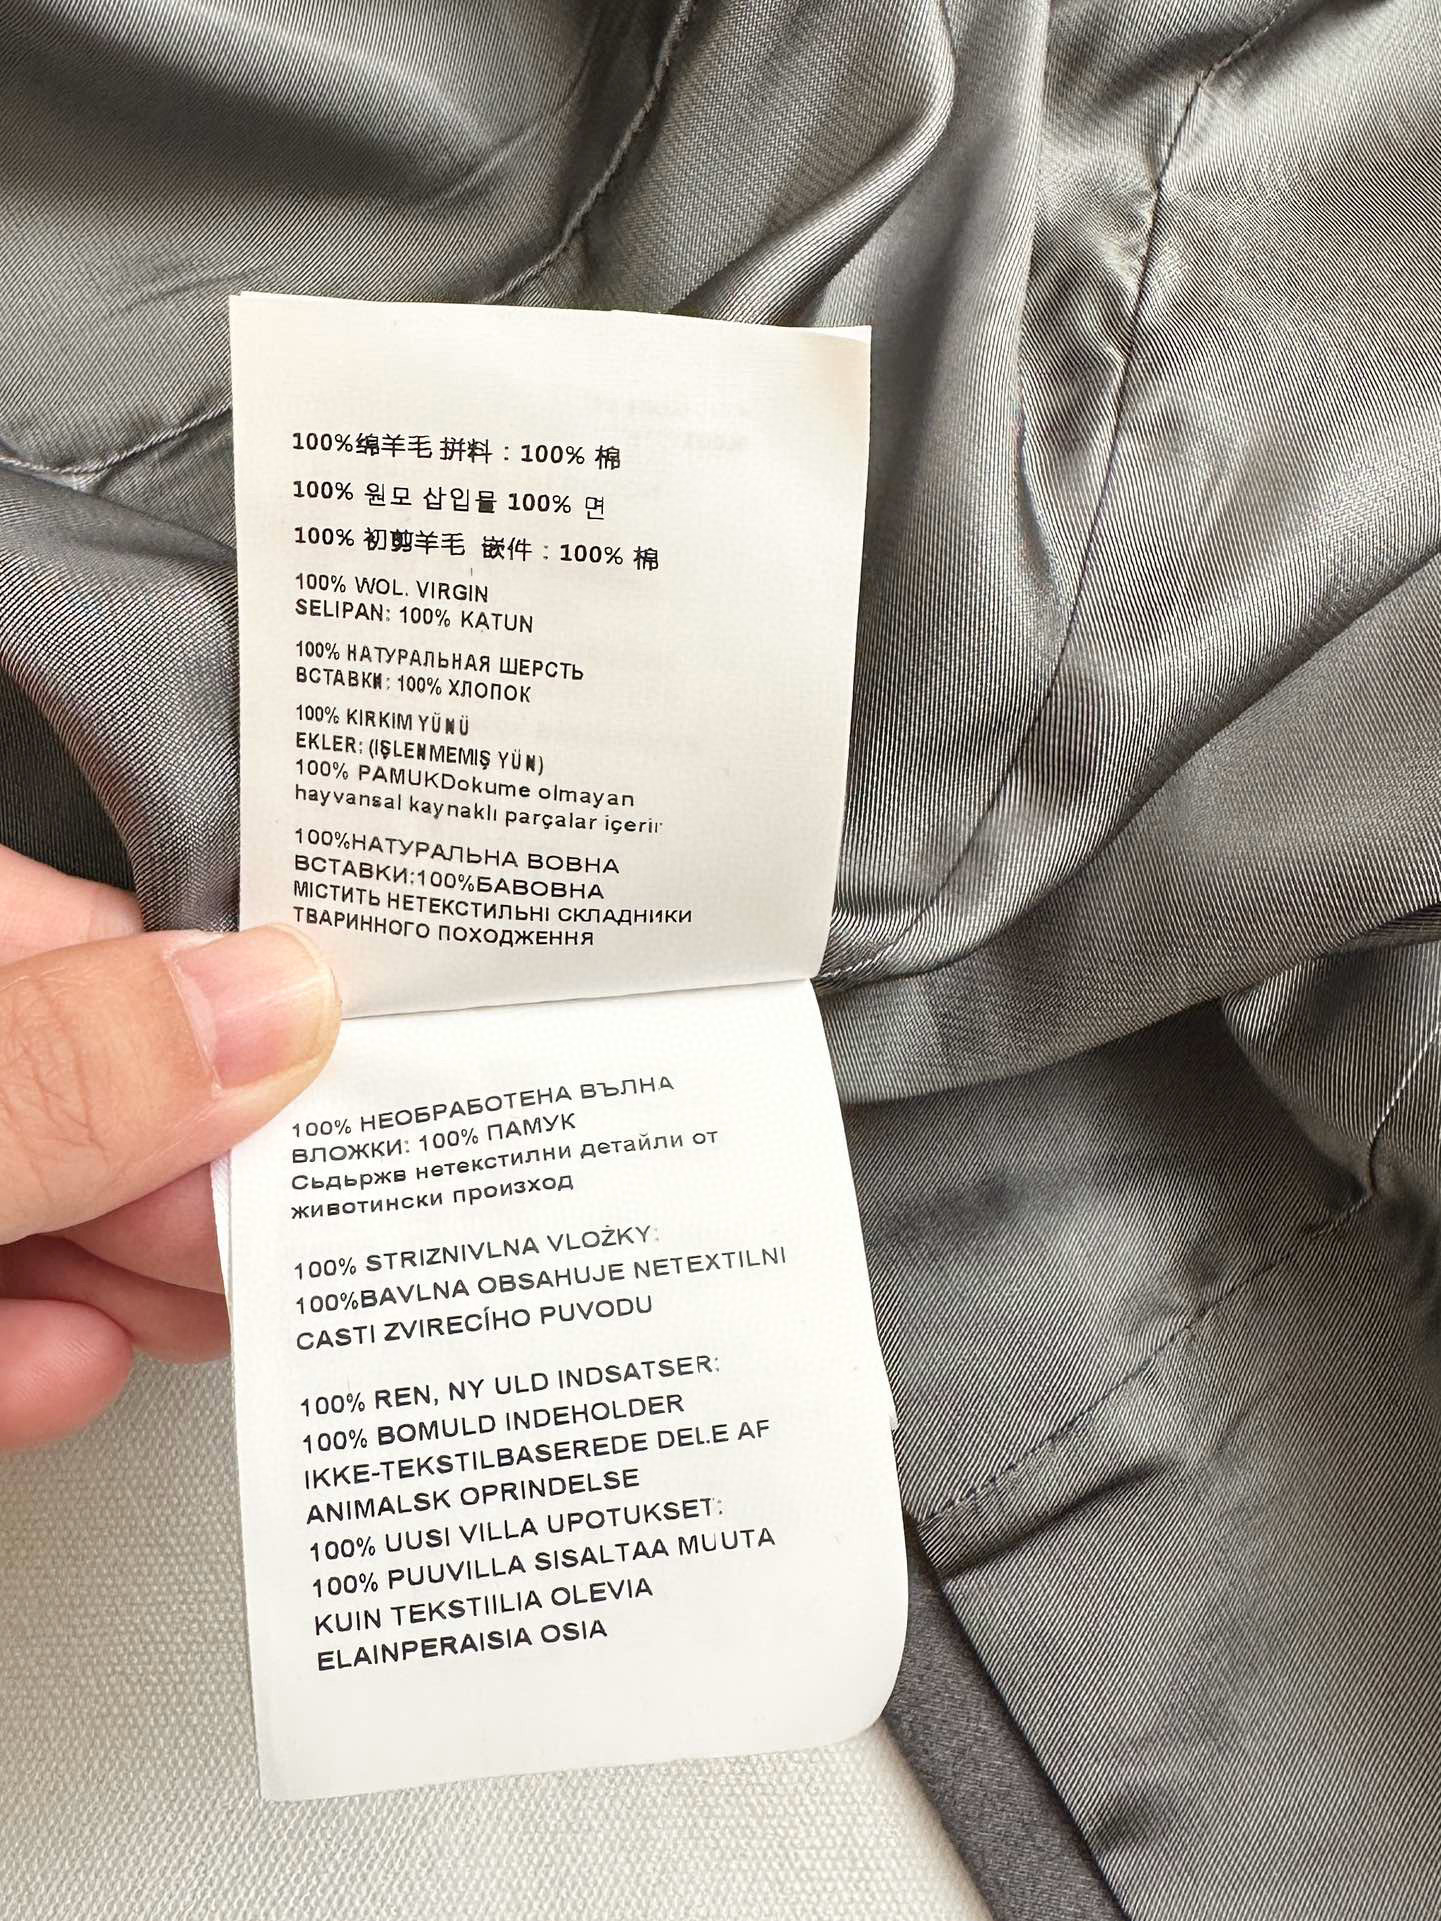 100%绵羊毛 拼料：100% 棉
100% 원모 삽입물 100% 면
100% 初剪羊毛 嵌件：100% 棉
100% WOL. VIRGIN
SELIPAN: 100% KATUN
100% НАТУРАЛЬНАЯ ШЕРСТЬ
ВСТАВКИ: 100% ХЛОПОК
100% KIRKIM YÜNÜ
EKLER: (IŞLENMEMIŞ YÜN)
100% PAMUKDokume olmayan
hayvansal kaynaklı parçalar içerir
100%НАТУРАЛЬНА ВОВНА
ВСТАВКИ:100%БАВОВНА
МІСТИТЬ НЕТЕКСТИЛЬНІ СКЛАДНИКИ
ТВАРИННОГО ПОХОДЖЕННЯ
100% НЕОБРАБОТЕНА ВЪЛНА
ВЛОЖКИ: 100% ПАМУК
Сьдьржв нетекстилни детайли от
животински произход
100% STRIZNIVLNA VLOŻKY:
100%BAVLNA OBSAHUJE NETEXTILNI
CASTI ZVIRECÍHO PUVODU
100% REN, NY ULD INDSATSER:
100% BOMULD INDEHOLDER
IKKE-TEKSTILBASEREDE DELE AF
ANIMALSK OPRINDELSE
100% UUSI VILLA UPOTUKSET:
100% PUUVILLA SISALTAA MUUTA
KUIN TEKSTIILIA OLEVIA
ELAINPERAISIA OSIA